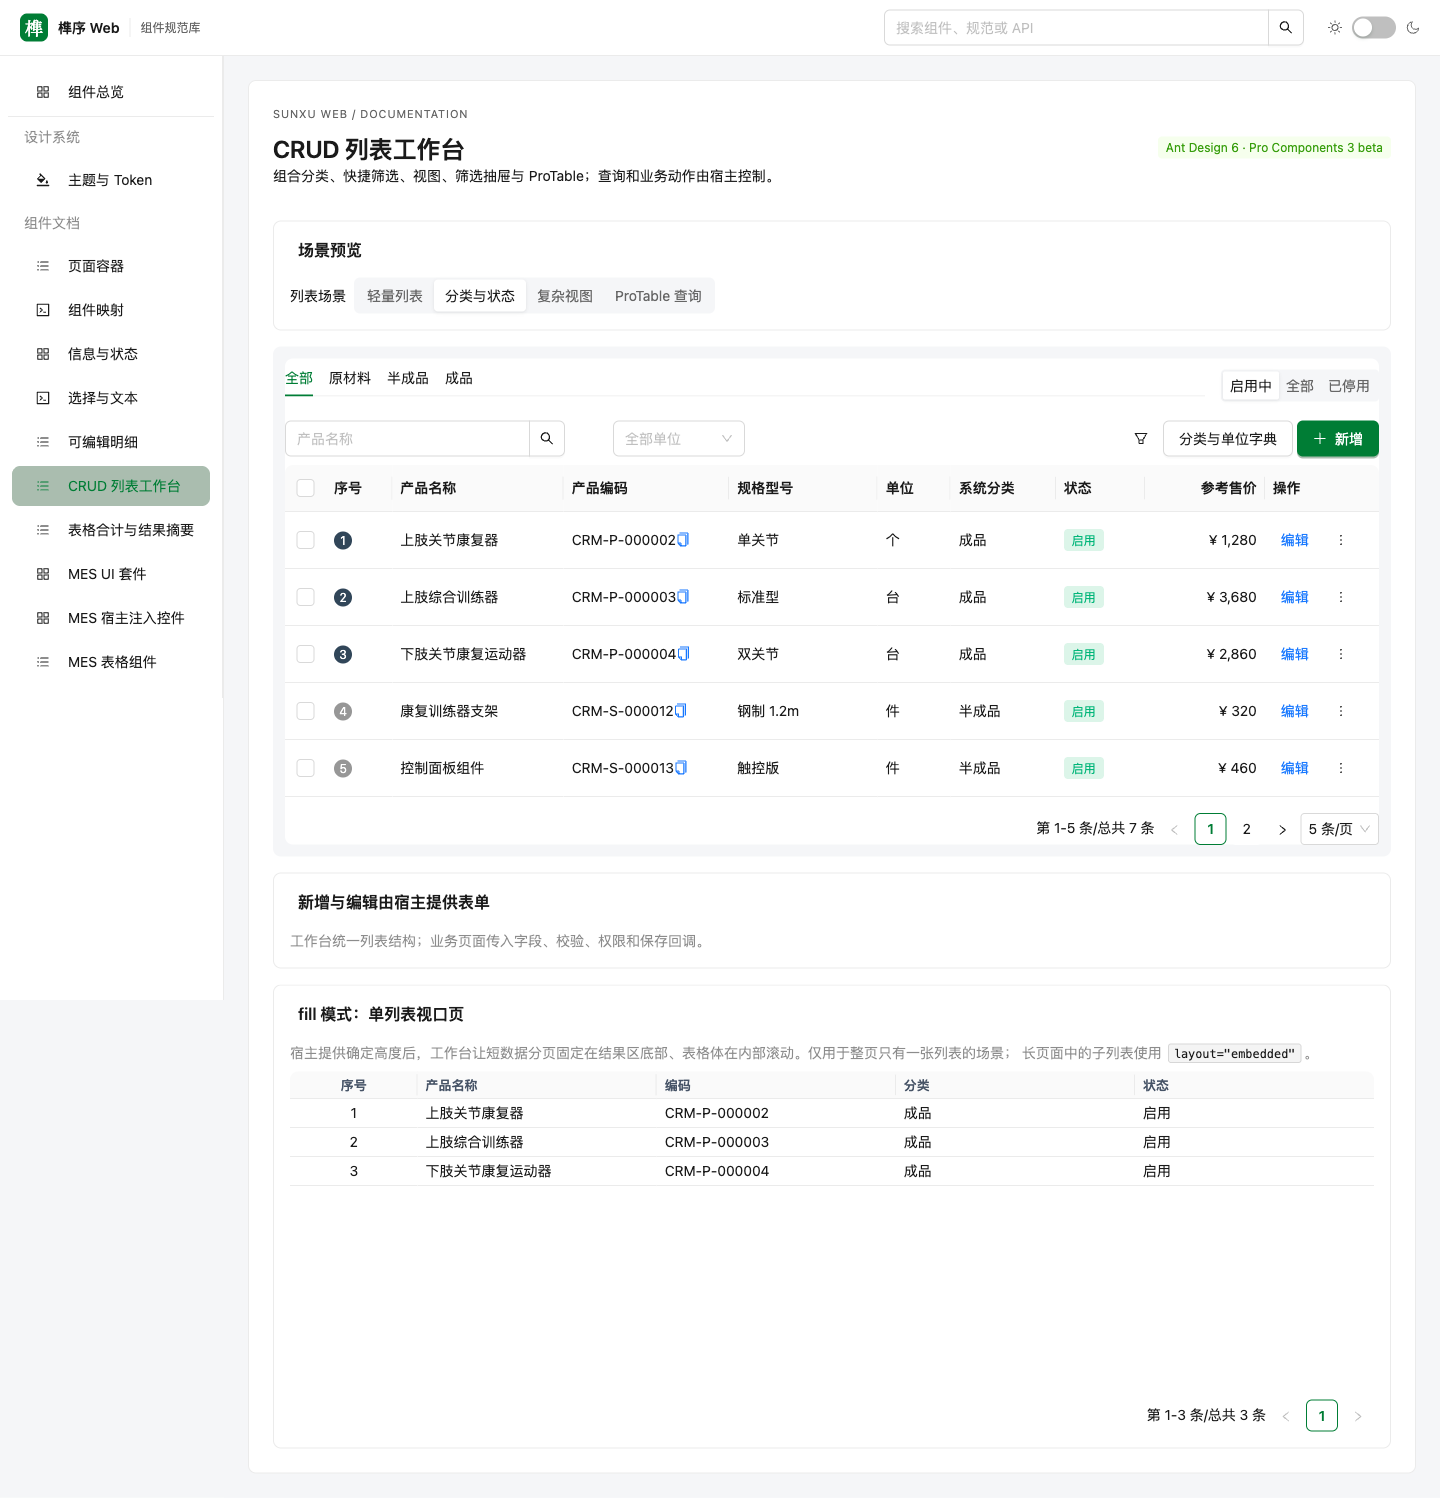 榫 榫序 Web 组件规范库 搜索组件、规范或 API
组件总览
设计系统
主题与 Token
组件文档
页面容器
组件映射
信息与状态
选择与文本
可编辑明细
CRUD 列表工作台
表格合计与结果摘要
MES UI 套件
MES 宿主注入控件
MES 表格组件
SUNXU WEB / DOCUMENTATION
CRUD 列表工作台
Ant Design 6 · Pro Components 3 beta
组合分类、快捷筛选、视图、筛选抽屉与 ProTable；查询和业务动作由宿主控制。
场景预览
列表场景 轻量列表 分类与状态 复杂视图 ProTable 查询
全部 原材料 半成品 成品 启用中 全部 已停用
产品名称 全部单位 分类与单位字典 新增
序号 产品名称 产品编码 规格型号 单位 系统分类 状态 参考售价 操作
1 上肢关节康复器 CRM-P-000002 单关节 个 成品 启用 ¥ 1,280 编辑
2 上肢综合训练器 CRM-P-000003 标准型 台 成品 启用 ¥ 3,680 编辑
3 下肢关节康复运动器 CRM-P-000004 双关节 台 成品 启用 ¥ 2,860 编辑
4 康复训练器支架 CRM-S-000012 钢制 1.2m 件 半成品 启用 ¥ 320 编辑
5 控制面板组件 CRM-S-000013 触控版 件 半成品 启用 ¥ 460 编辑
第 1-5 条/总共 7 条 1 2 5 条/页
新增与编辑由宿主提供表单
工作台统一列表结构；业务页面传入字段、校验、权限和保存回调。
fill 模式：单列表视口页
宿主提供确定高度后，工作台让短数据分页固定在结果区底部、表格体在内部滚动。仅用于整页只有一张列表的场景； 长页面中的子列表使用 layout="embedded" 。
序号 产品名称 编码 分类 状态
1 上肢关节康复器 CRM-P-000002 成品 启用
2 上肢综合训练器 CRM-P-000003 成品 启用
3 下肢关节康复运动器 CRM-P-000004 成品 启用
第 1-3 条/总共 3 条 1